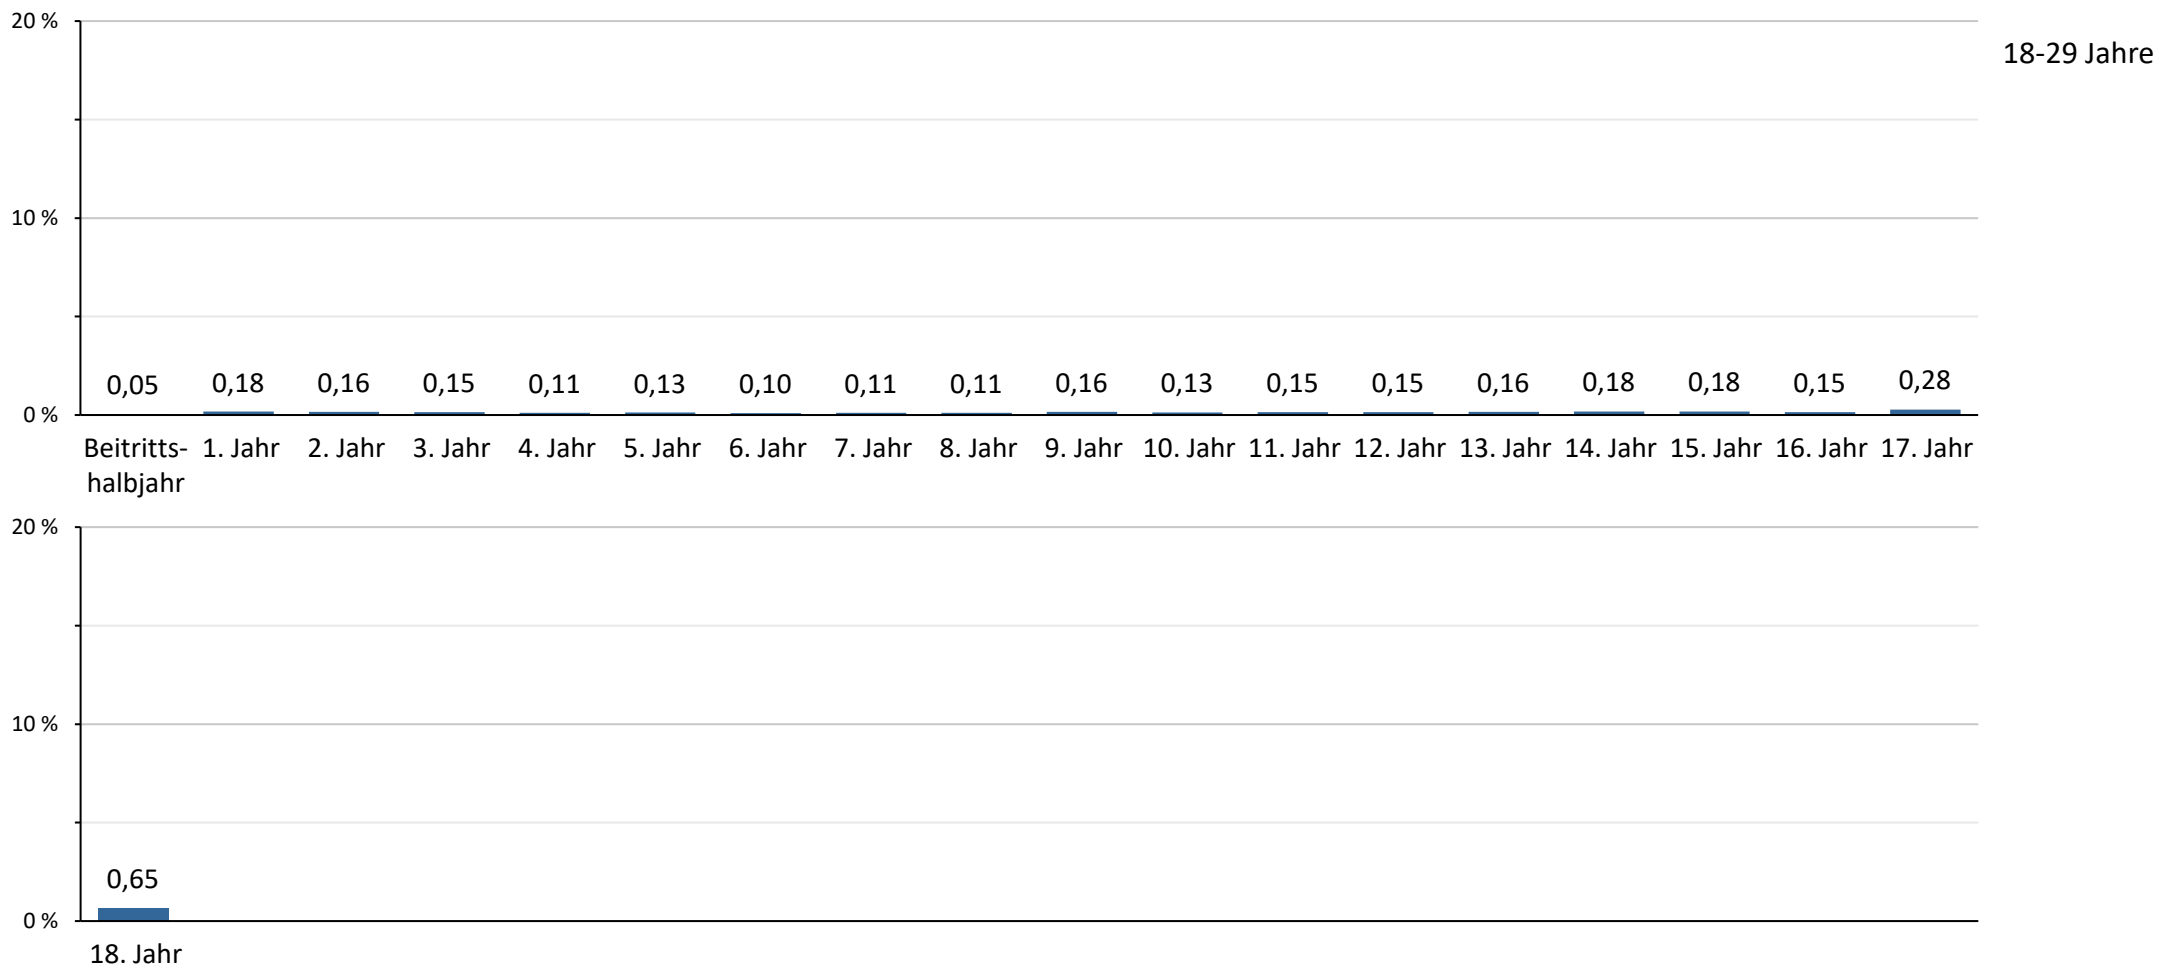 20 %
18-29 Jahre
10 %
0,05 0,18 0,16 0,15 0,11 0,13 0,10 0,11 0,11 0,16 0,13 0,15 0,15 0,16 0,18 0,18 0,15 0,28
0 %
Beitritts- 1. Jahr 2. Jahr 3. Jahr 4. Jahr 5. Jahr 6. Jahr 7. Jahr 8. Jahr 9. Jahr 10. Jahr 11. Jahr 12. Jahr 13. Jahr 14. Jahr 15. Jahr 16. Jahr 17. Jahr
halbjahr
20 %
10 %
0,65
0 %
18. Jahr